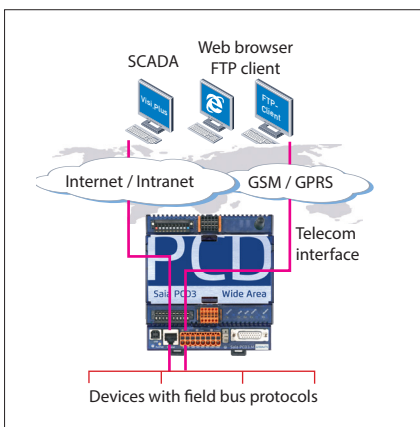 SCADA
Web browser
FTP client
Visi.Plus
FTP-
Client
Internet / Intranet
GSM / GPRS
Telecom
interface
PCD
Saia PCD3 Wide Area
Devices with field bus protocols